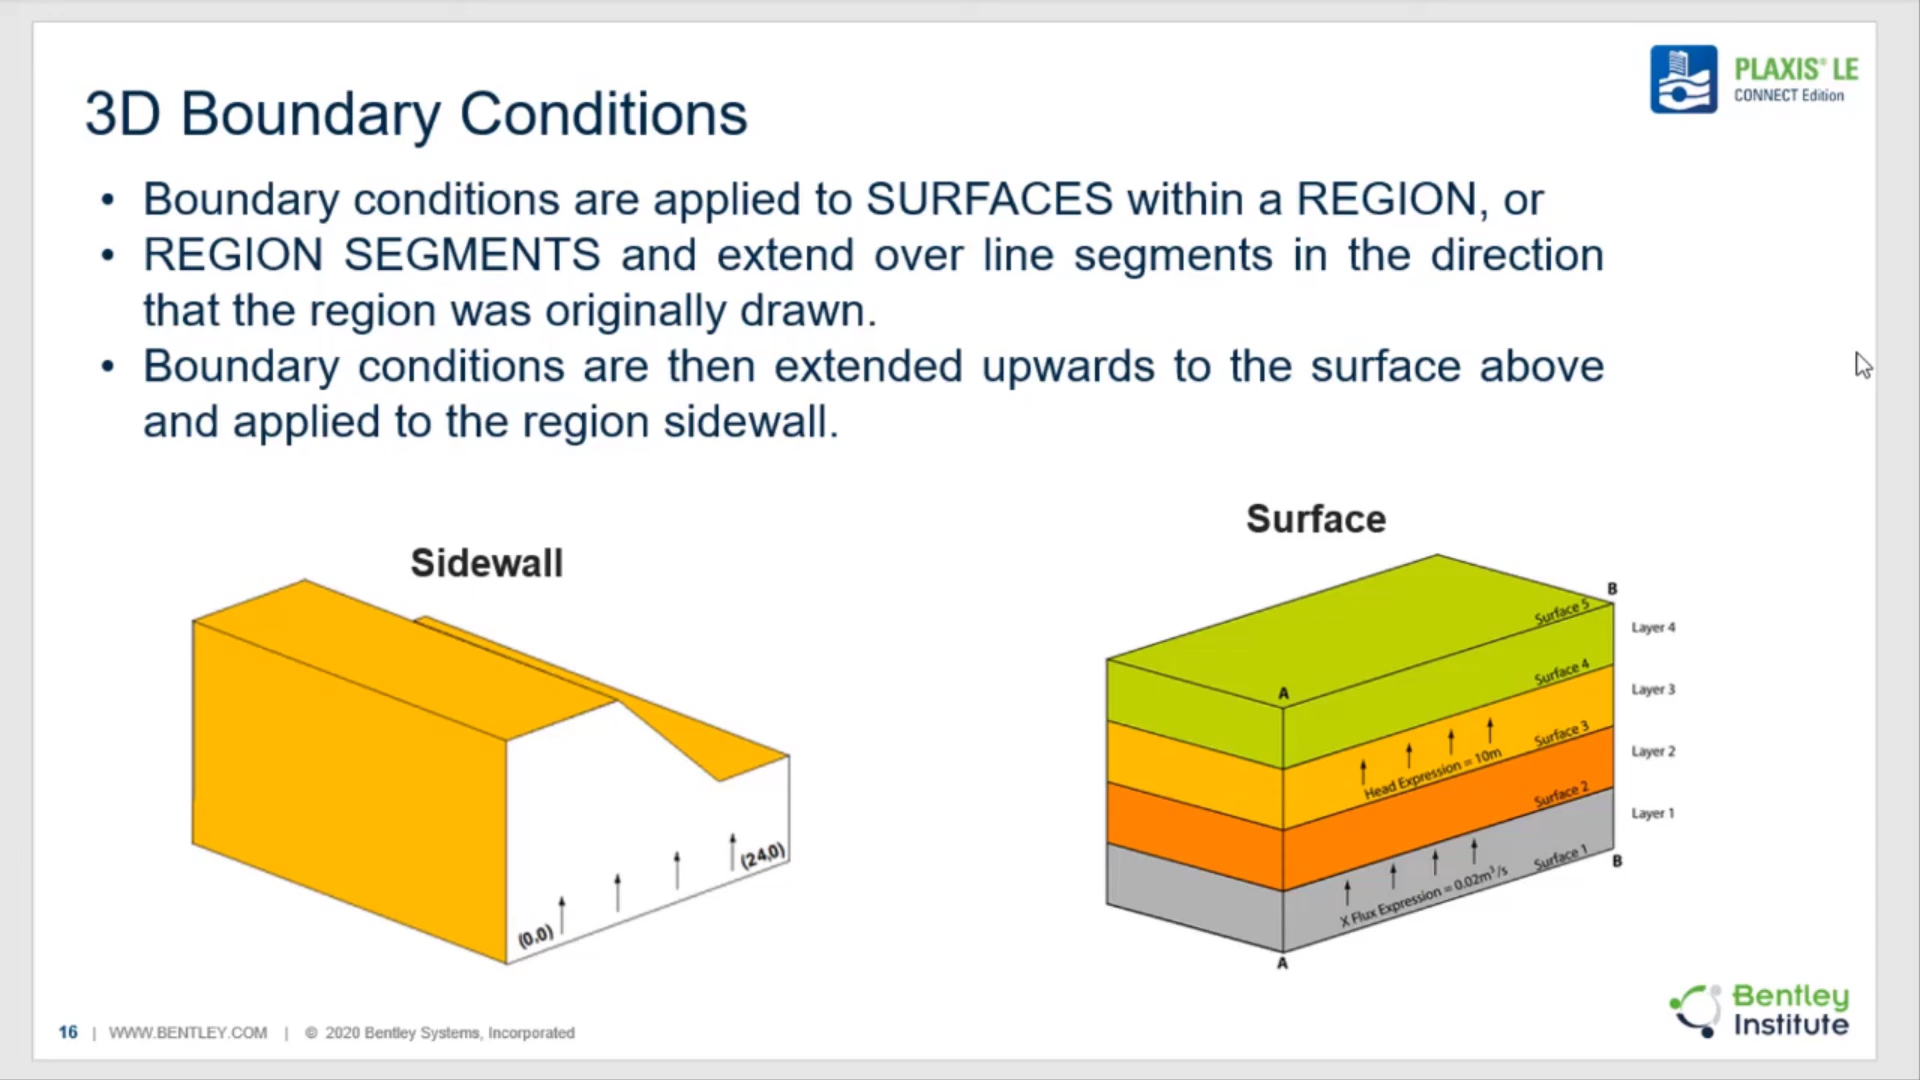 PLAXIS® LE
CONNECT Edition
3D Boundary Conditions
• Boundary conditions are applied to SURFACES within a REGION, or
• REGION SEGMENTS and extend over line segments in the direction
that the region was originally drawn.
• Boundary conditions are then extended upwards to the surface above
and applied to the region sidewall.
Sidewall
(0,0)
(24,0)
Surface
B
Surface 5
Layer 4
A
Surface 4
Layer 3
Head Expression = 10m
Surface 3
Layer 2
Surface 2
Layer 1
X Flux Expression = 0.02m³/s
Surface 1
B
A
16 | WWW.BENTLEY.COM | © 2020 Bentley Systems, Incorporated
Bentley
Institute